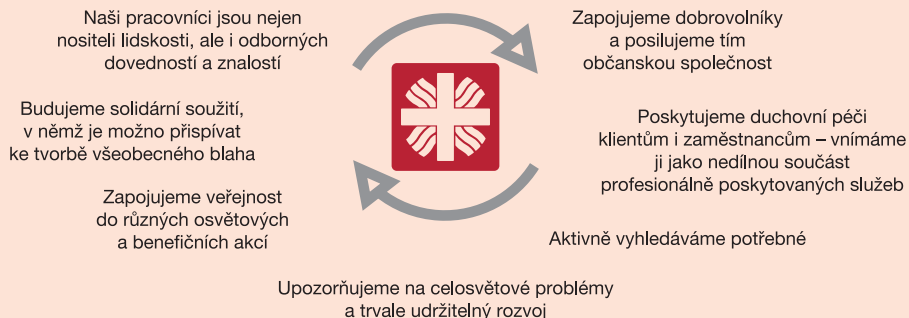 Naši pracovníci jsou nejen
nositeli lidskosti, ale i odborných
dovedností a znalostí
Zapojujeme dobrovolníky
a posilujeme tím
občanskou společnost
Budujeme solidární soužití,
v němž je možno přispívat
ke tvorbě všeobecného blaha
Poskytujeme duchovní péči
klientům i zaměstnancům – vnímáme
ji jako nedílnou součást
profesionálně poskytovaných služeb
Zapojujeme veřejnost
do různých osvětových
a benefičních akcí
Aktivně vyhledáváme potřebné
Upozorňujeme na celosvětové problémy
a trvale udržitelný rozvoj